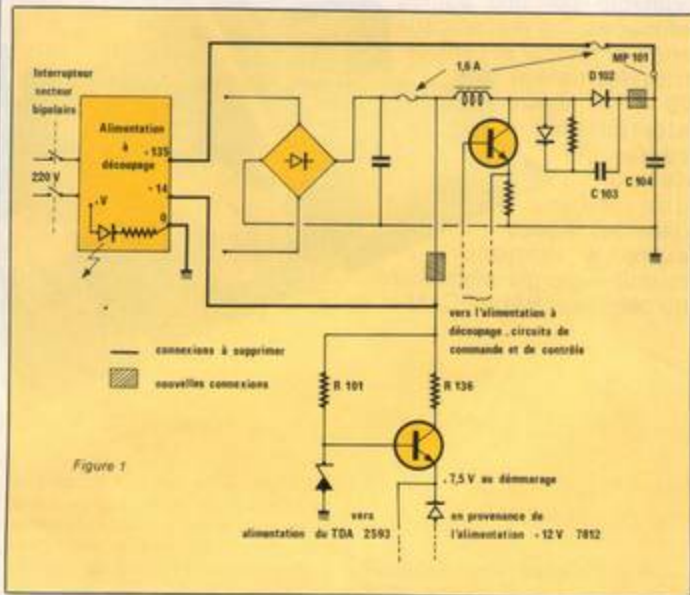 Interrupteur
secteur
bipolaire
220 V
Alimentation
à
découpage
+ 135
+ 14
+V
0
1,6 A
MP 101
D 102
C 103
C 104
vers l'alimentation à
découpage, circuits de
commande et de contrôle
connexions à supprimer
nouvelles connexions
R 101
R 136
Figure 1
+ 7,5 V au démmarage
vers
alimentation du TDA 2593
en provenance de
l'alimentation + 12 V 7812